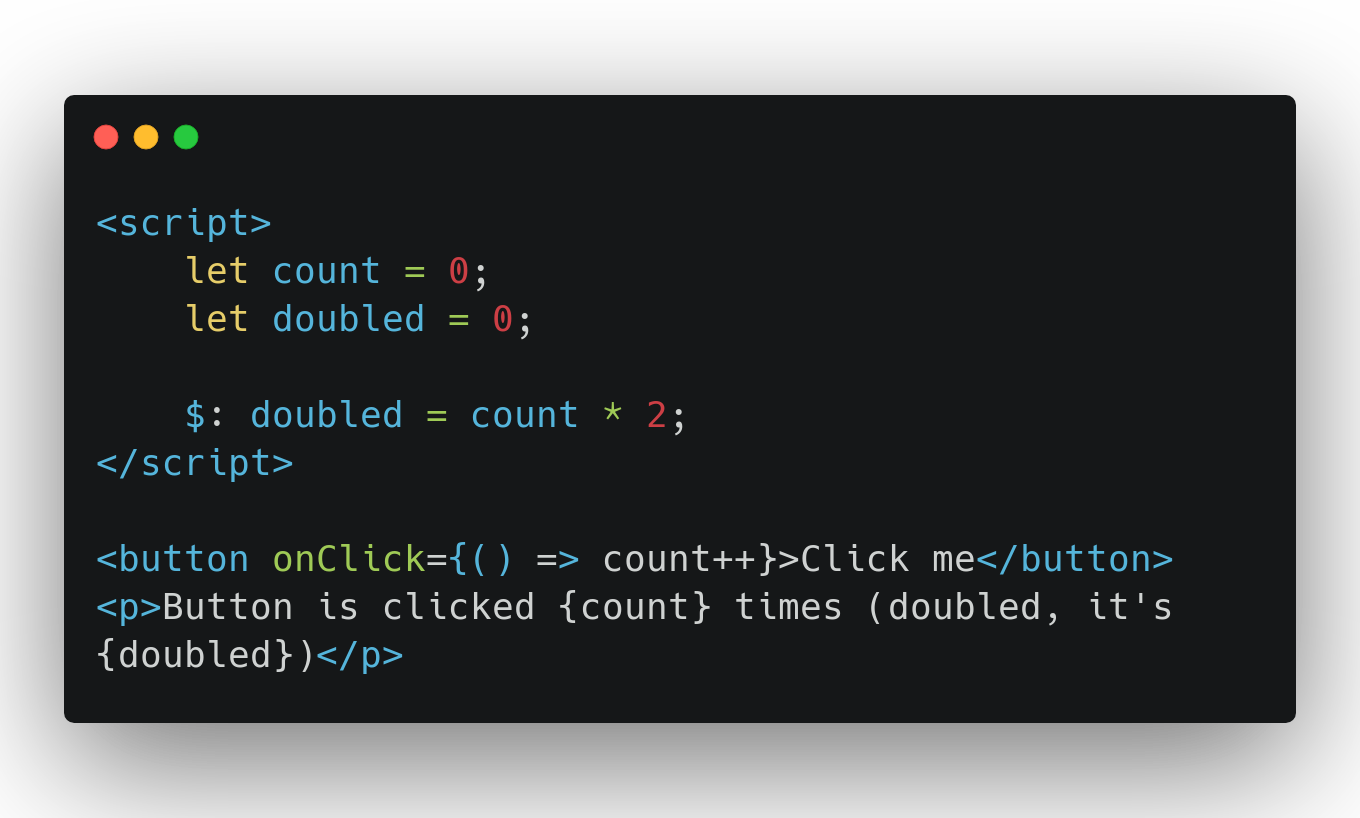 <script>
    let count = 0;
    let doubled = 0;

    $: doubled = count * 2;
</script>

<button onClick={() => count++}>Click me</button>
<p>Button is clicked {count} times (doubled, it's
{doubled})</p>